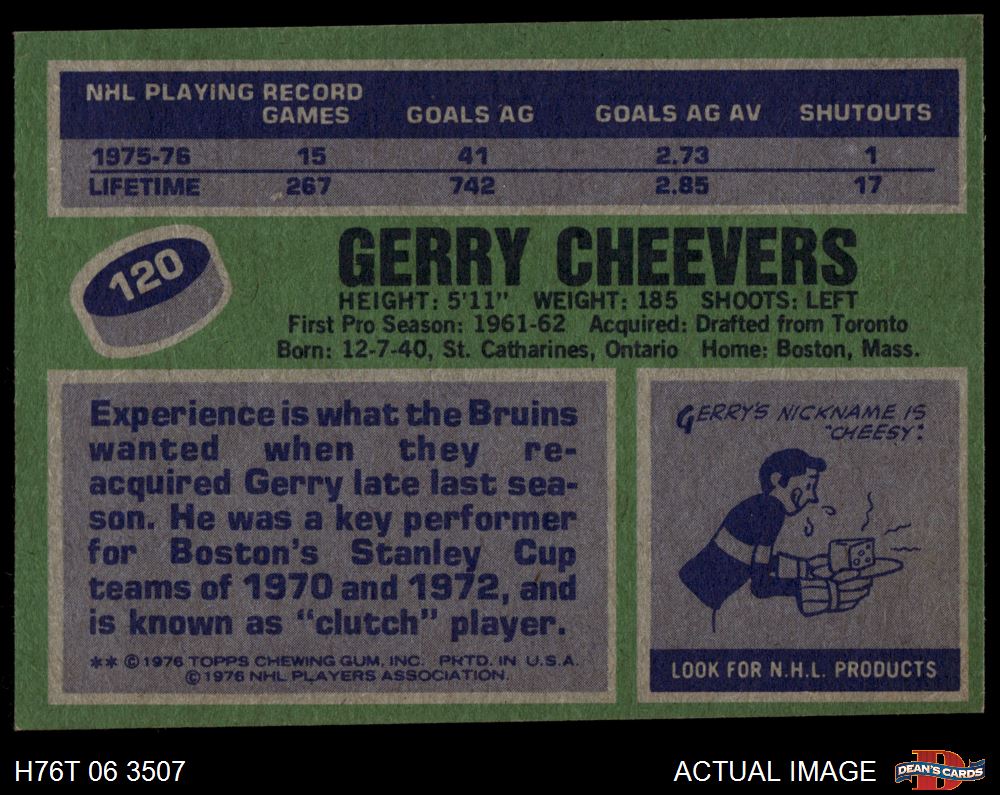 NHL PLAYING RECORD
GAMES GOALS AG GOALS AG AV SHUTOUTS
1975-76 15 41 2.73 1
LIFETIME 267 742 2.85 17
120
GERRY CHEEVERS
HEIGHT: 5'11" WEIGHT: 185 SHOOTS: LEFT
First Pro Season: 1961-62 Acquired: Drafted from Toronto
Born: 12-7-40, St. Catharines, Ontario Home: Boston, Mass.
Experience is what the Bruins
wanted when they re-
acquired Gerry late last sea-
son. He was a key performer
for Boston's Stanley Cup
teams of 1970 and 1972, and
is known as "clutch" player.
** © 1976 TOPPS CHEWING GUM, INC. PRTD. IN U.S.A.
© 1976 NHL PLAYERS ASSOCIATION.
GERRY'S NICKNAME IS
"CHEESY".
LOOK FOR N.H.L. PRODUCTS
H76T 06 3507
ACTUAL IMAGE
D
DEAN'S CARDS